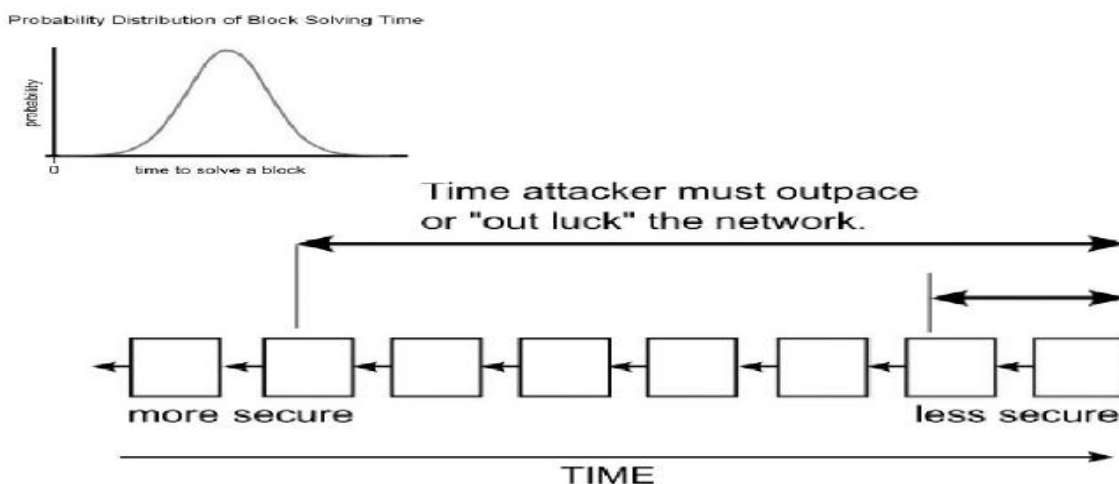 Probability Distribution of Block Solving Time
probability
0
time to solve a block
Time attacker must outpace
or "out luck" the network.
more secure
less secure
TIME